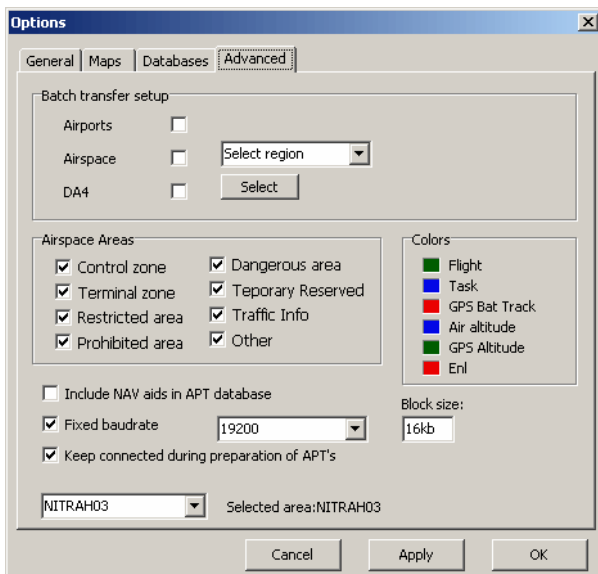 Options
General Maps Databases Advanced
Batch transfer setup
Airports
Airspace Select region
DA4 Select
Airspace Areas
Control zone Dangerous area
Terminal zone Teporary Reserved
Restricted area Traffic Info
Prohibited area Other
Colors
Flight
Task
GPS Bat Track
Air altitude
GPS Altitude
Enl
Include NAV aids in APT database
Block size:
Fixed baudrate 19200 16kb
Keep connected during preparation of APT's
NITRAH03 Selected area:NITRAH03
Cancel Apply OK